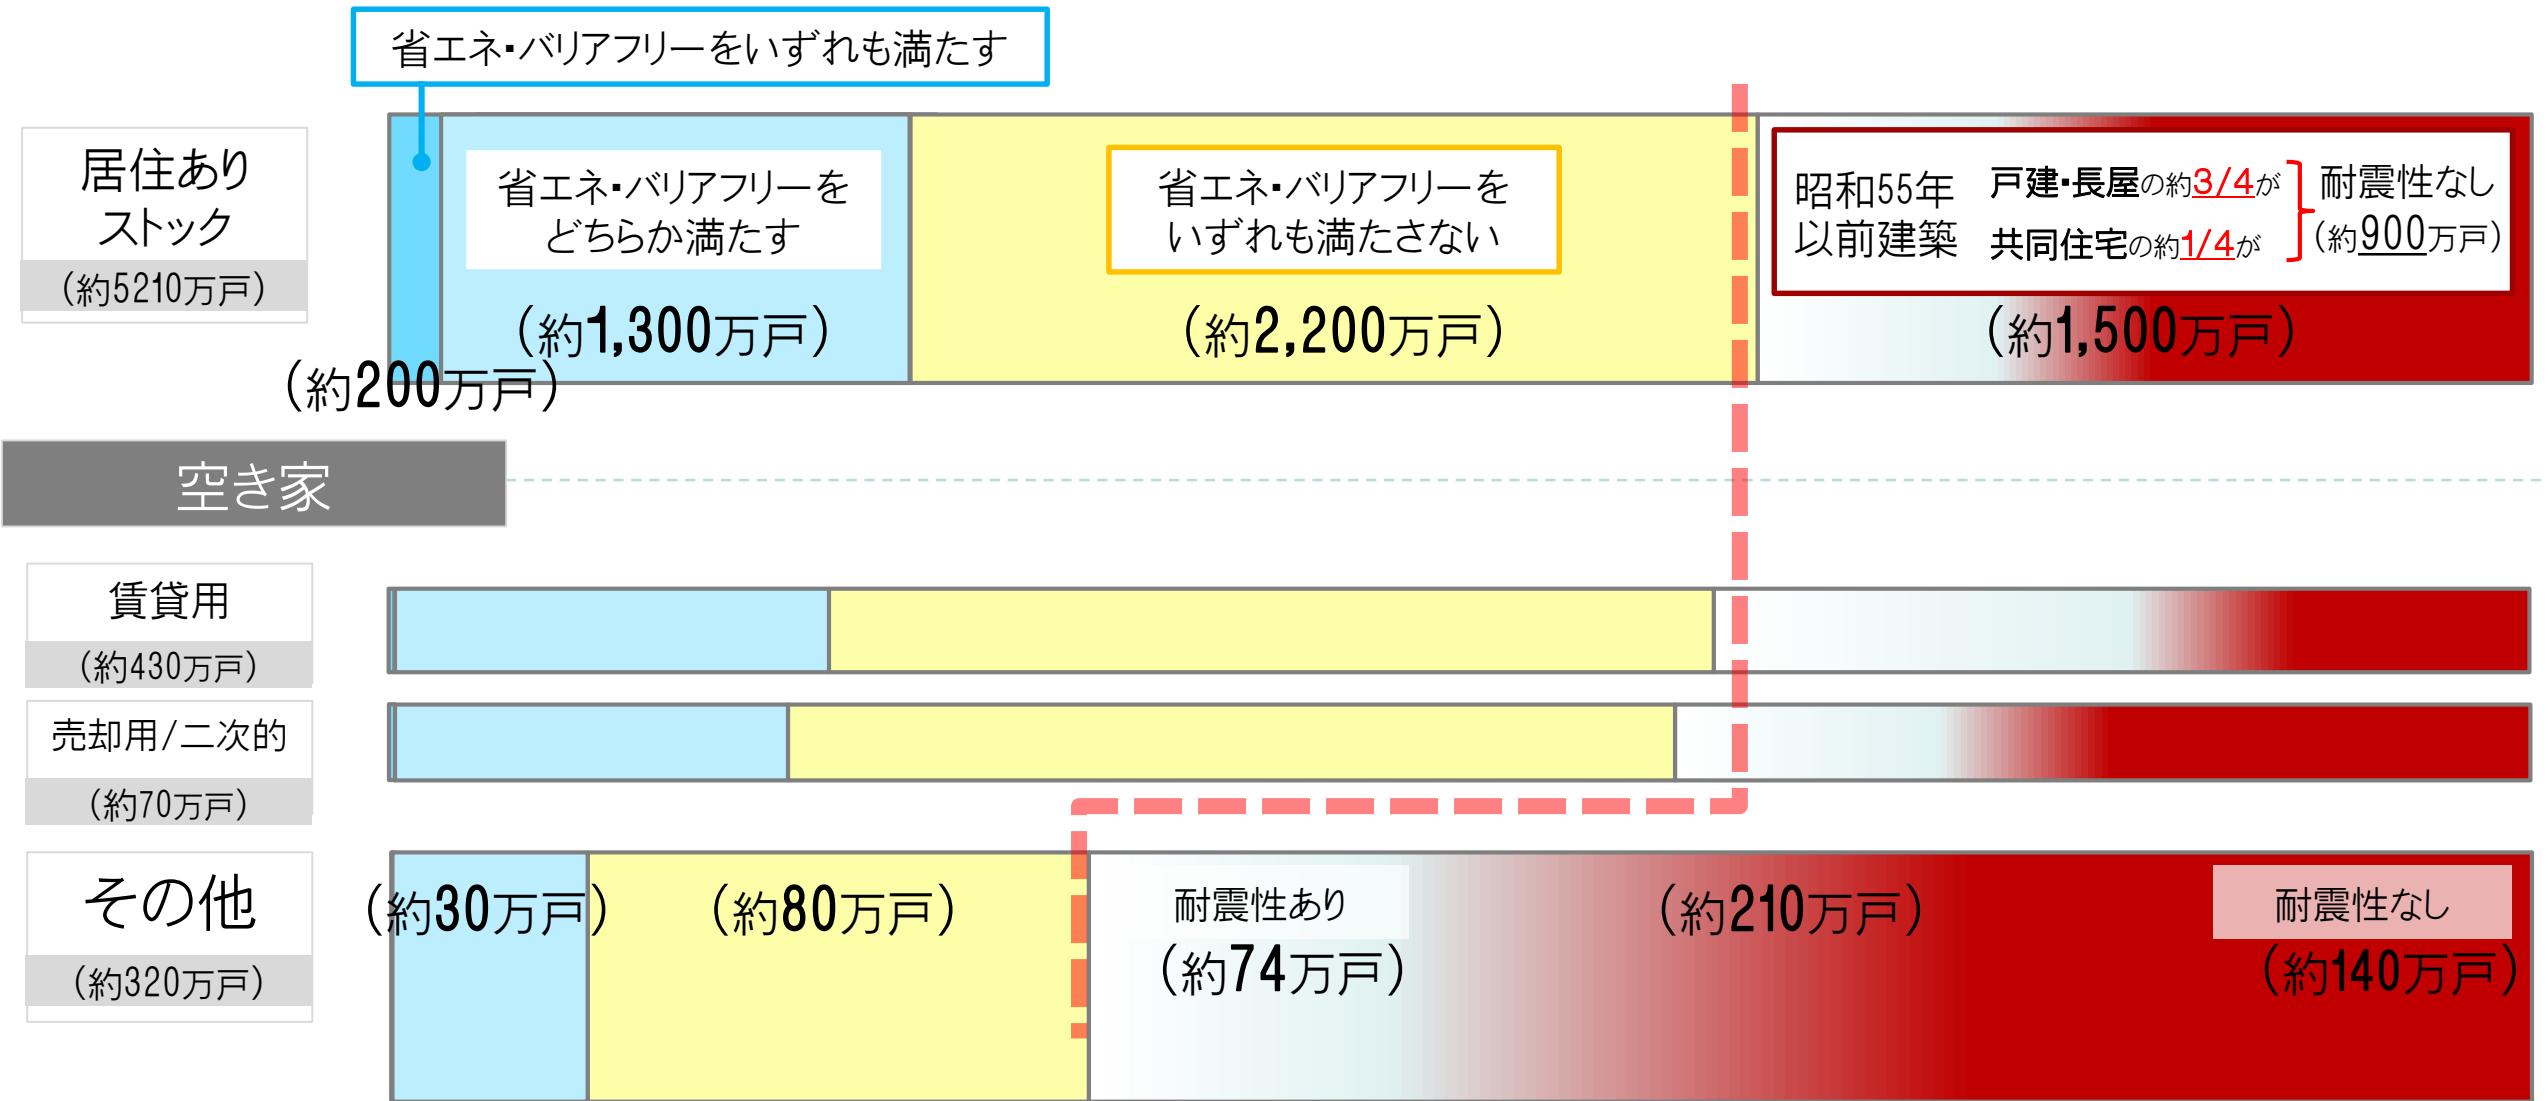 省エネ・バリアフリーをいずれも満たす
居住あり
ストック
（約5210万戸）
省エネ・バリアフリーを
どちらか満たす
（約1,300万戸）
（約200万戸）
省エネ・バリアフリーを
いずれも満たさない
（約2,200万戸）
昭和55年
以前建築
戸建・長屋の約3/4が
共同住宅の約1/4が
耐震性なし
（約900万戸）
（約1,500万戸）
空き家
賃貸用
（約430万戸）
売却用/二次的
（約70万戸）
その他
（約320万戸）
（約30万戸）
（約80万戸）
耐震性あり
（約74万戸）
（約210万戸）
耐震性なし
（約140万戸）